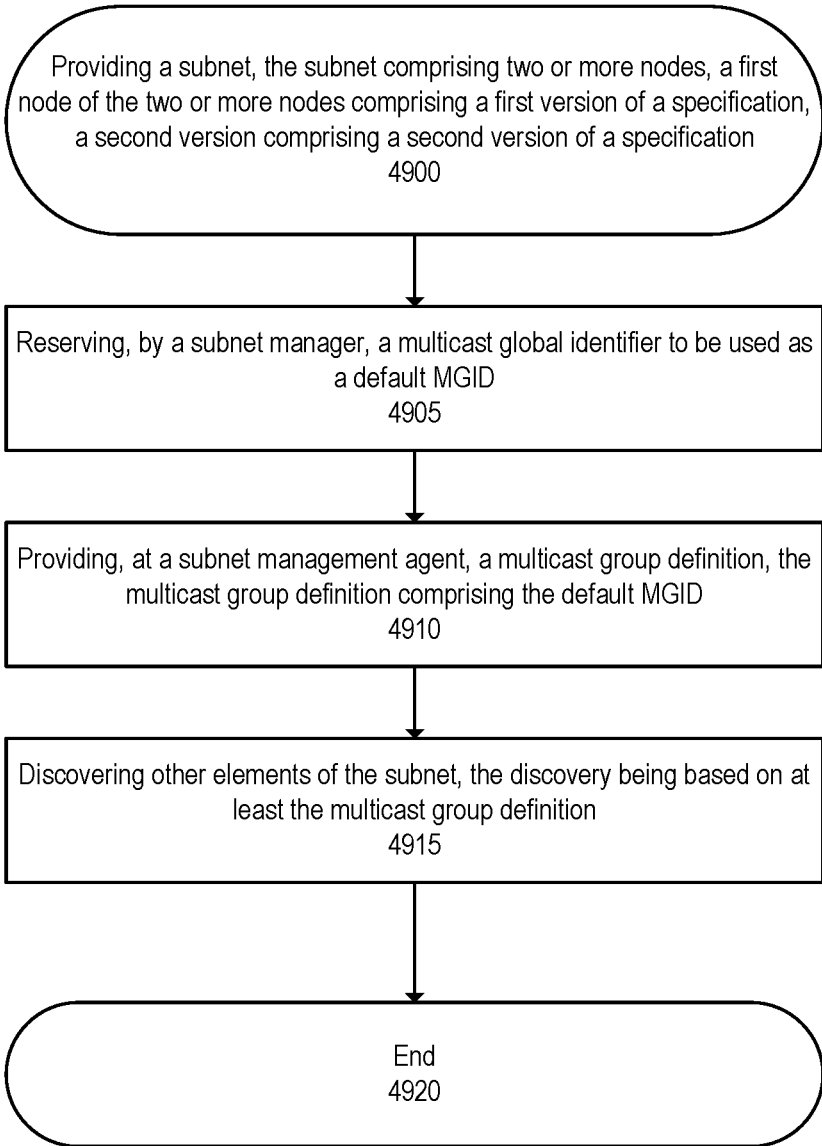 Providing a subnet, the subnet comprising two or more nodes, a first
node of the two or more nodes comprising a first version of a specification,
a second version comprising a second version of a specification
4900
Reserving, by a subnet manager, a multicast global identifier to be used as
a default MGID
4905
Providing, at a subnet management agent, a multicast group definition, the
multicast group definition comprising the default MGID
4910
Discovering other elements of the subnet, the discovery being based on at
least the multicast group definition
4915
End
4920